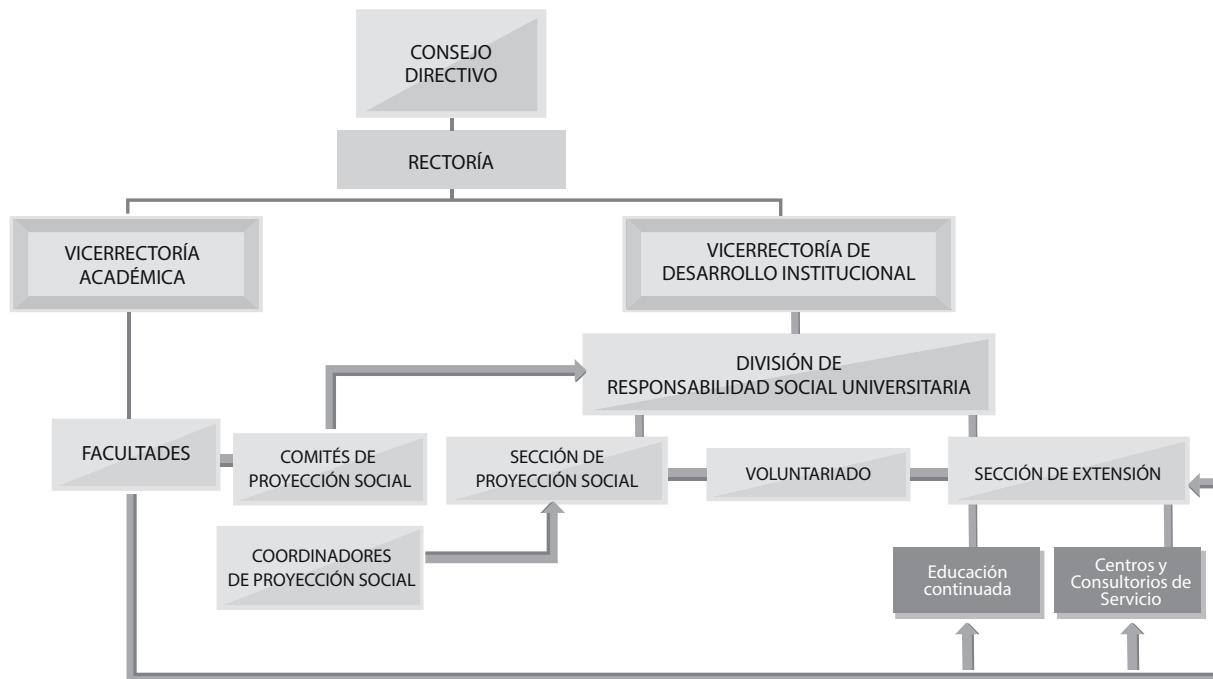 CONSEJO
DIRECTIVO
RECTORÍA
VICERRECTORÍA
ACADÉMICA
VICERRECTORÍA DE
DESARROLLO INSTITUCIONAL
DIVISIÓN DE
RESPONSABILIDAD SOCIAL UNIVERSITARIA
FACULTADES
COMITÉS DE
PROYECCIÓN SOCIAL
SECCIÓN DE
PROYECCIÓN SOCIAL
VOLUNTARIADO
SECCIÓN DE EXTENSIÓN
COORDINADORES
DE PROYECCIÓN SOCIAL
Educación
continuada
Centros y
Consultorios de
Servicio